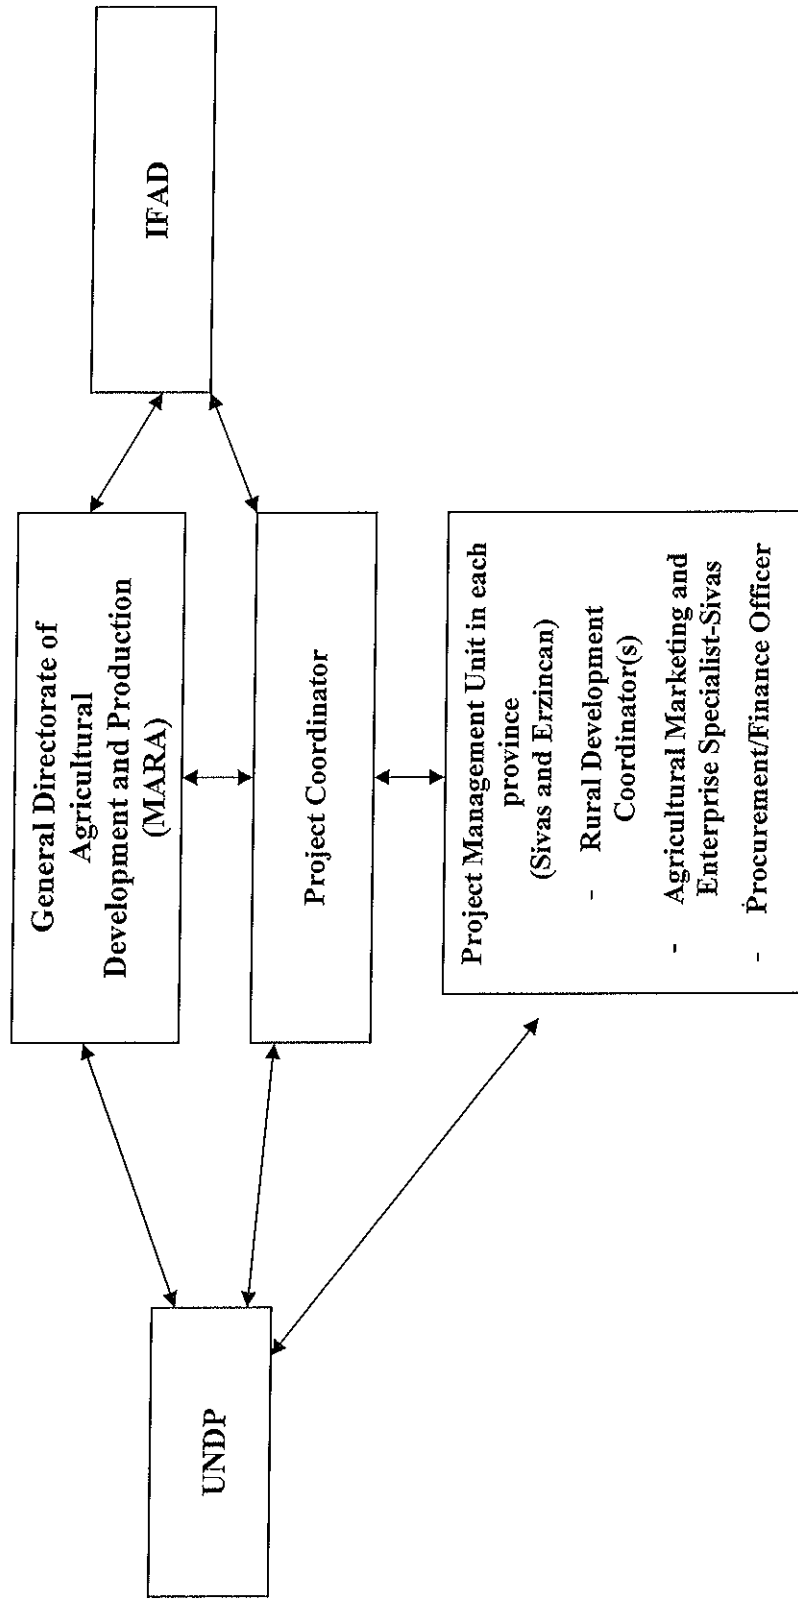 UNDP
General Directorate of
Agricultural
Development and Production
(MARA)
Project Coordinator
Project Management Unit in each
province
(Sivas and Erzincan)
- Rural Development
Coordinator(s)
- Agricultural Marketing and
Enterprise Specialist-Sivas
- Procurement/Finance Officer
IFAD